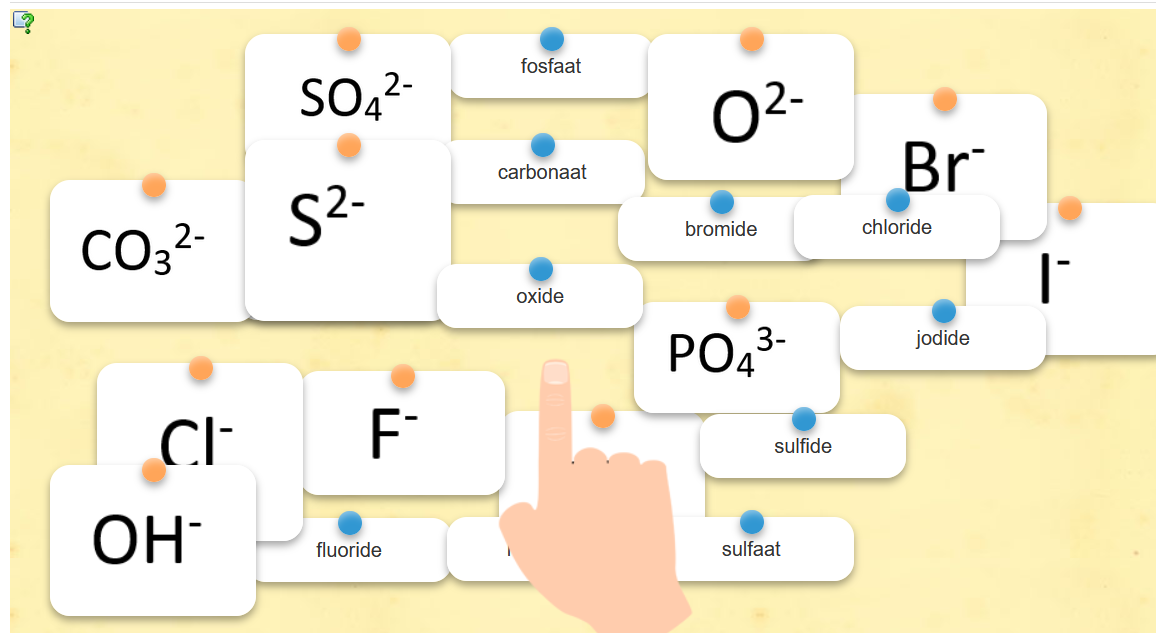 SO₄²⁻
fosfaat
O²⁻
Br⁻
S²⁻
carbonaat
CO₃²⁻
bromide
chloride
I⁻
oxide
PO₄³⁻
jodide
Cl⁻
F⁻
sulfide
OH⁻
fluoride
sulfaat